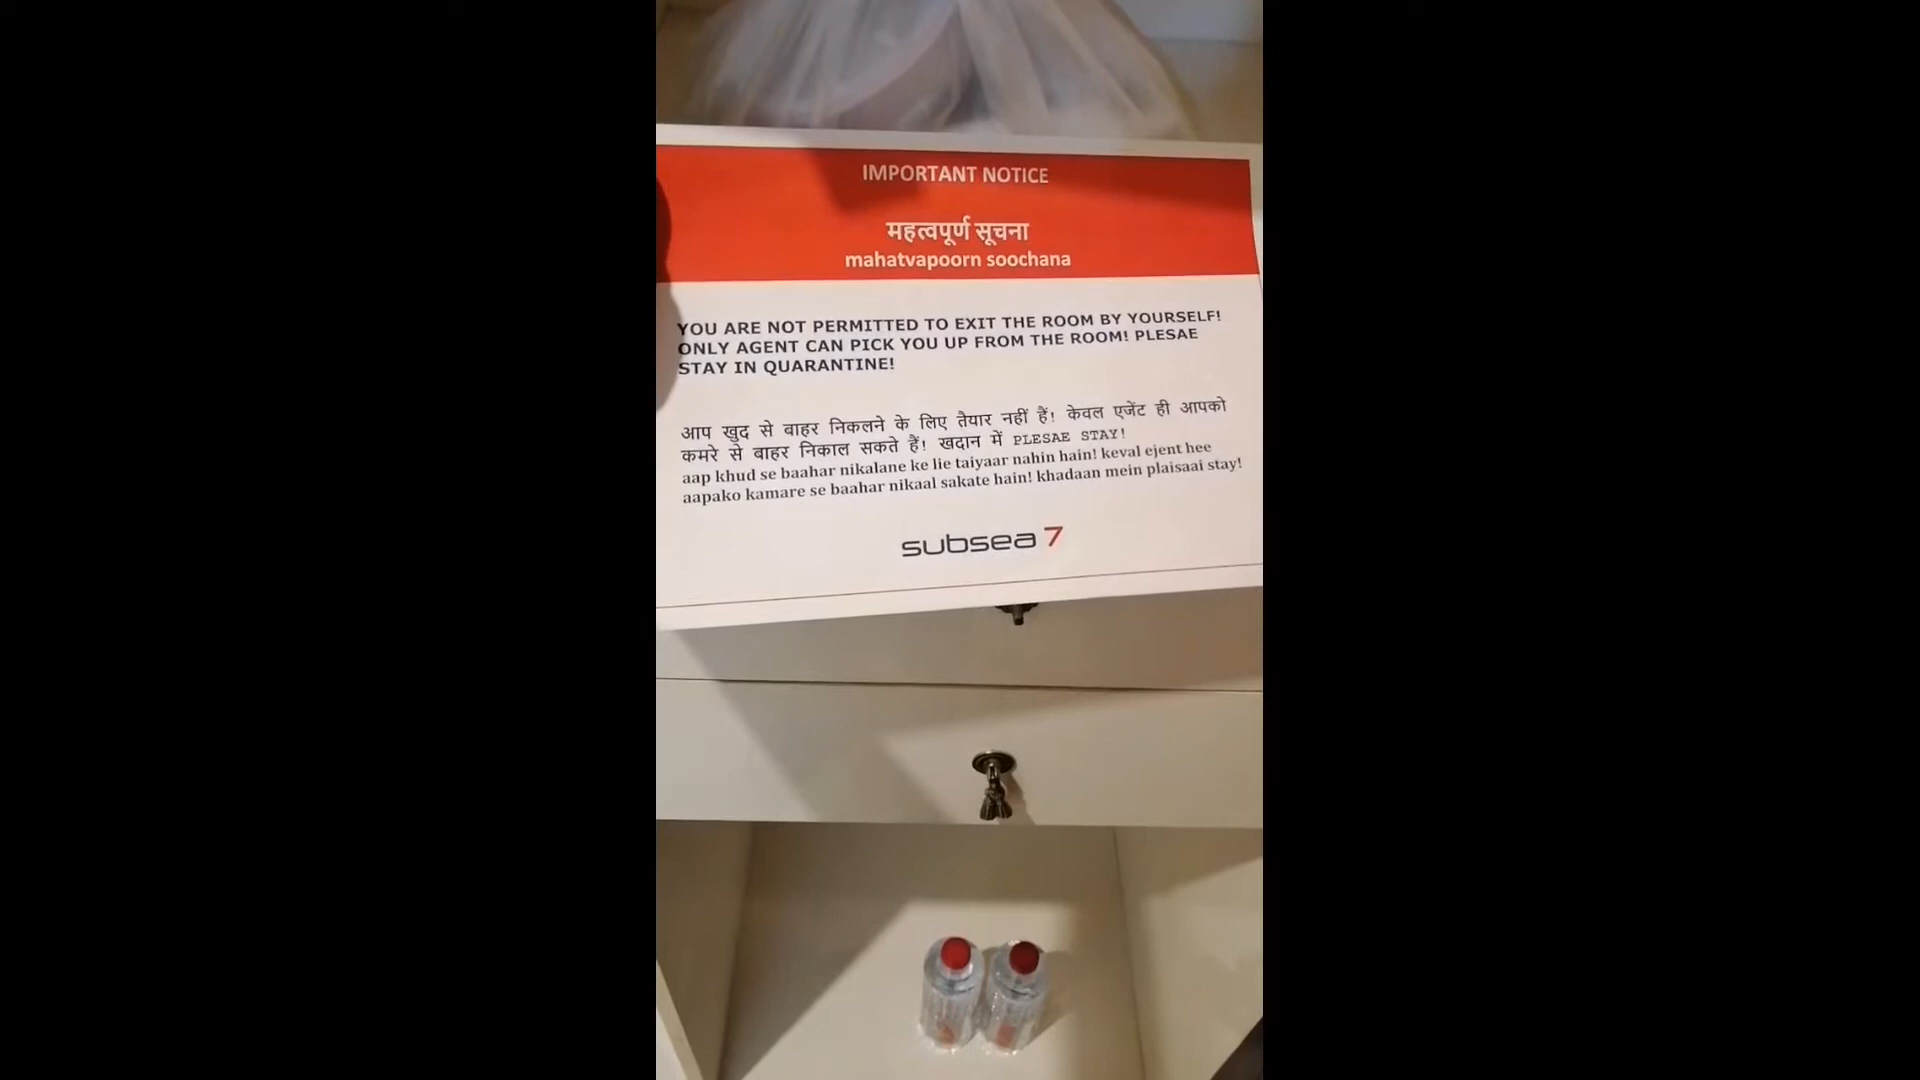 IMPORTANT NOTICE
महत्वपूर्ण सूचना
mahatvapoorn soochana
YOU ARE NOT PERMITTED TO EXIT THE ROOM BY YOURSELF!
ONLY AGENT CAN PICK YOU UP FROM THE ROOM! PLESAE
STAY IN QUARANTINE!
आप खुद से बाहर निकलने के लिए तैयार नहीं हैं! केवल एजेंट ही आपको
कमरे से बाहर निकाल सकते हैं! खदान में PLESAE STAY!
aap khud se baahar nikalane ke lie taiyaar nahin hain! keval ejent hee
aapako kamare se baahar nikaal sakate hain! khadaan mein plaisaai stay!
subsea 7